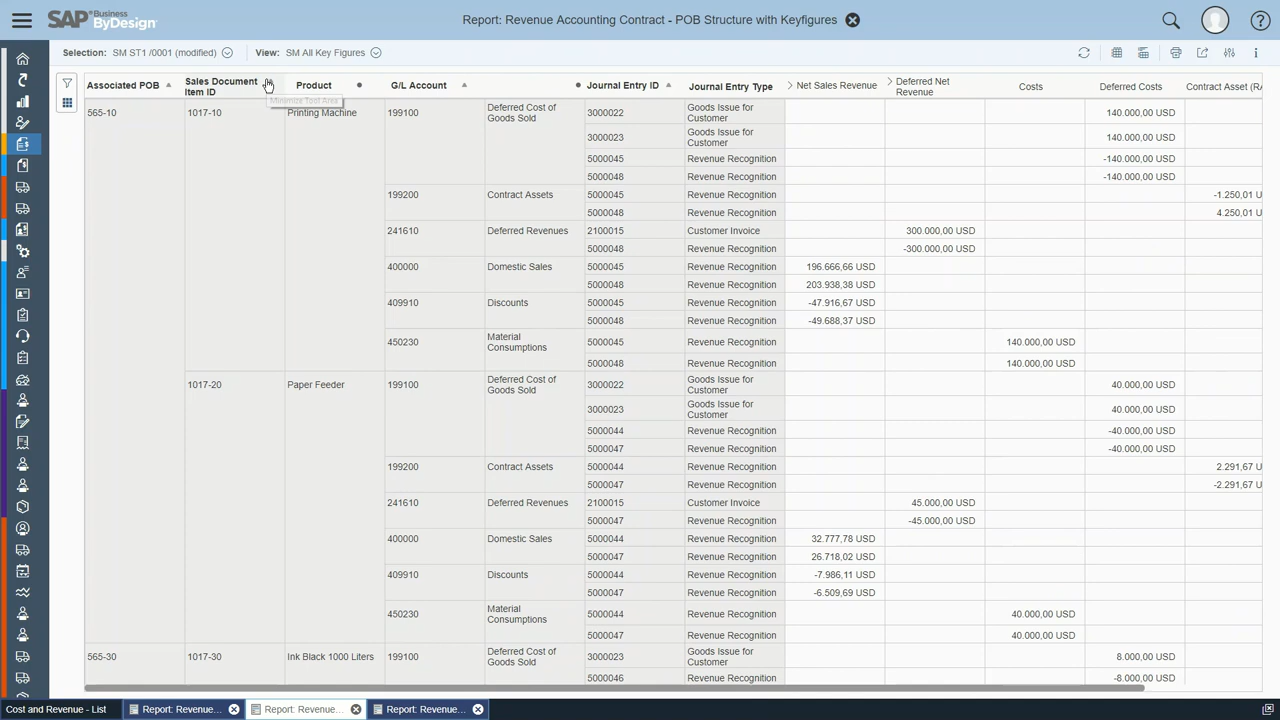 SAP Business ByDesign
Report: Revenue Accounting Contract - POB Structure with Keyfigures
Selection: SM ST1 /0001 (modified) View: SM All Key Figures
Associated POB Sales Document Item ID Product G/L Account Journal Entry ID Journal Entry Type Net Sales Revenue Deferred Net Revenue Costs Deferred Costs Contract Asset (RA
Minimize Tool Area
565-10 1017-10 Printing Machine 199100 Deferred Cost of Goods Sold 3000022 Goods Issue for Customer 140.000,00 USD
3000023 Goods Issue for Customer 140.000,00 USD
5000045 Revenue Recognition -140.000,00 USD
5000048 Revenue Recognition -140.000,00 USD
199200 Contract Assets 5000045 Revenue Recognition -1.250,01 U
5000048 Revenue Recognition 4.250,01 U
241610 Deferred Revenues 2100015 Customer Invoice 300.000,00 USD
5000048 Revenue Recognition -300.000,00 USD
400000 Domestic Sales 5000045 Revenue Recognition 196.666,66 USD
5000048 Revenue Recognition 203.938,38 USD
409910 Discounts 5000045 Revenue Recognition -47.916,67 USD
5000048 Revenue Recognition -49.688,37 USD
450230 Material Consumptions 5000045 Revenue Recognition 140.000,00 USD
5000048 Revenue Recognition 140.000,00 USD
1017-20 Paper Feeder 199100 Deferred Cost of Goods Sold 3000022 Goods Issue for Customer 40.000,00 USD
3000023 Goods Issue for Customer 40.000,00 USD
5000044 Revenue Recognition -40.000,00 USD
5000047 Revenue Recognition -40.000,00 USD
199200 Contract Assets 5000044 Revenue Recognition 2.291,67 U
5000047 Revenue Recognition -2.291,67 U
241610 Deferred Revenues 2100015 Customer Invoice 45.000,00 USD
5000047 Revenue Recognition -45.000,00 USD
400000 Domestic Sales 5000044 Revenue Recognition 32.777,78 USD
5000047 Revenue Recognition 26.718,02 USD
409910 Discounts 5000044 Revenue Recognition -7.986,11 USD
5000047 Revenue Recognition -6.509,69 USD
450230 Material Consumptions 5000044 Revenue Recognition 40.000,00 USD
5000047 Revenue Recognition 40.000,00 USD
565-30 1017-30 Ink Black 1000 Liters 199100 Deferred Cost of Goods Sold 3000023 Goods Issue for Customer 8.000,00 USD
5000046 Revenue Recognition -8.000,00 USD
Cost and Revenue - List Report: Revenue... Report: Revenue... Report: Revenue...